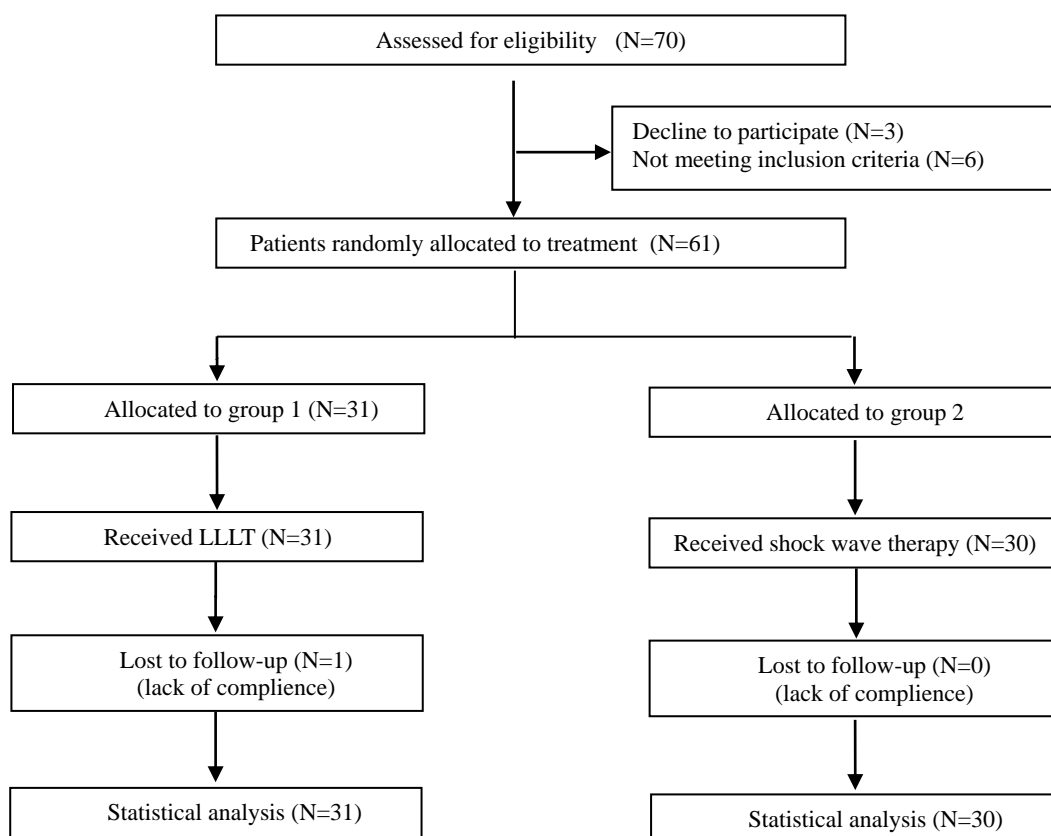 Assessed for eligibility (N=70)
Decline to participate (N=3)
Not meeting inclusion criteria (N=6)
Patients randomly allocated to treatment (N=61)
Allocated to group 1 (N=31)
Allocated to group 2
Received LLLT (N=31)
Received shock wave therapy (N=30)
Lost to follow-up (N=1)
(lack of complience)
Lost to follow-up (N=0)
(lack of complience)
Statistical analysis (N=31)
Statistical analysis (N=30)